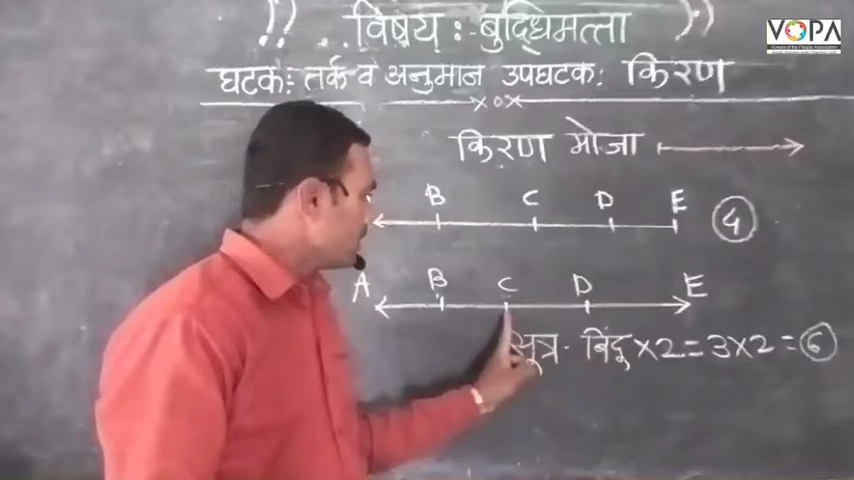 VOPA
विषय :- बुद्धिमत्ता
घटक: तर्क व अनुमान उपघटक: किरण
किरण मोजा
B C D E 4
A B C D E
सूत्र - बिंदू × 2 = 3 × 2 = 6